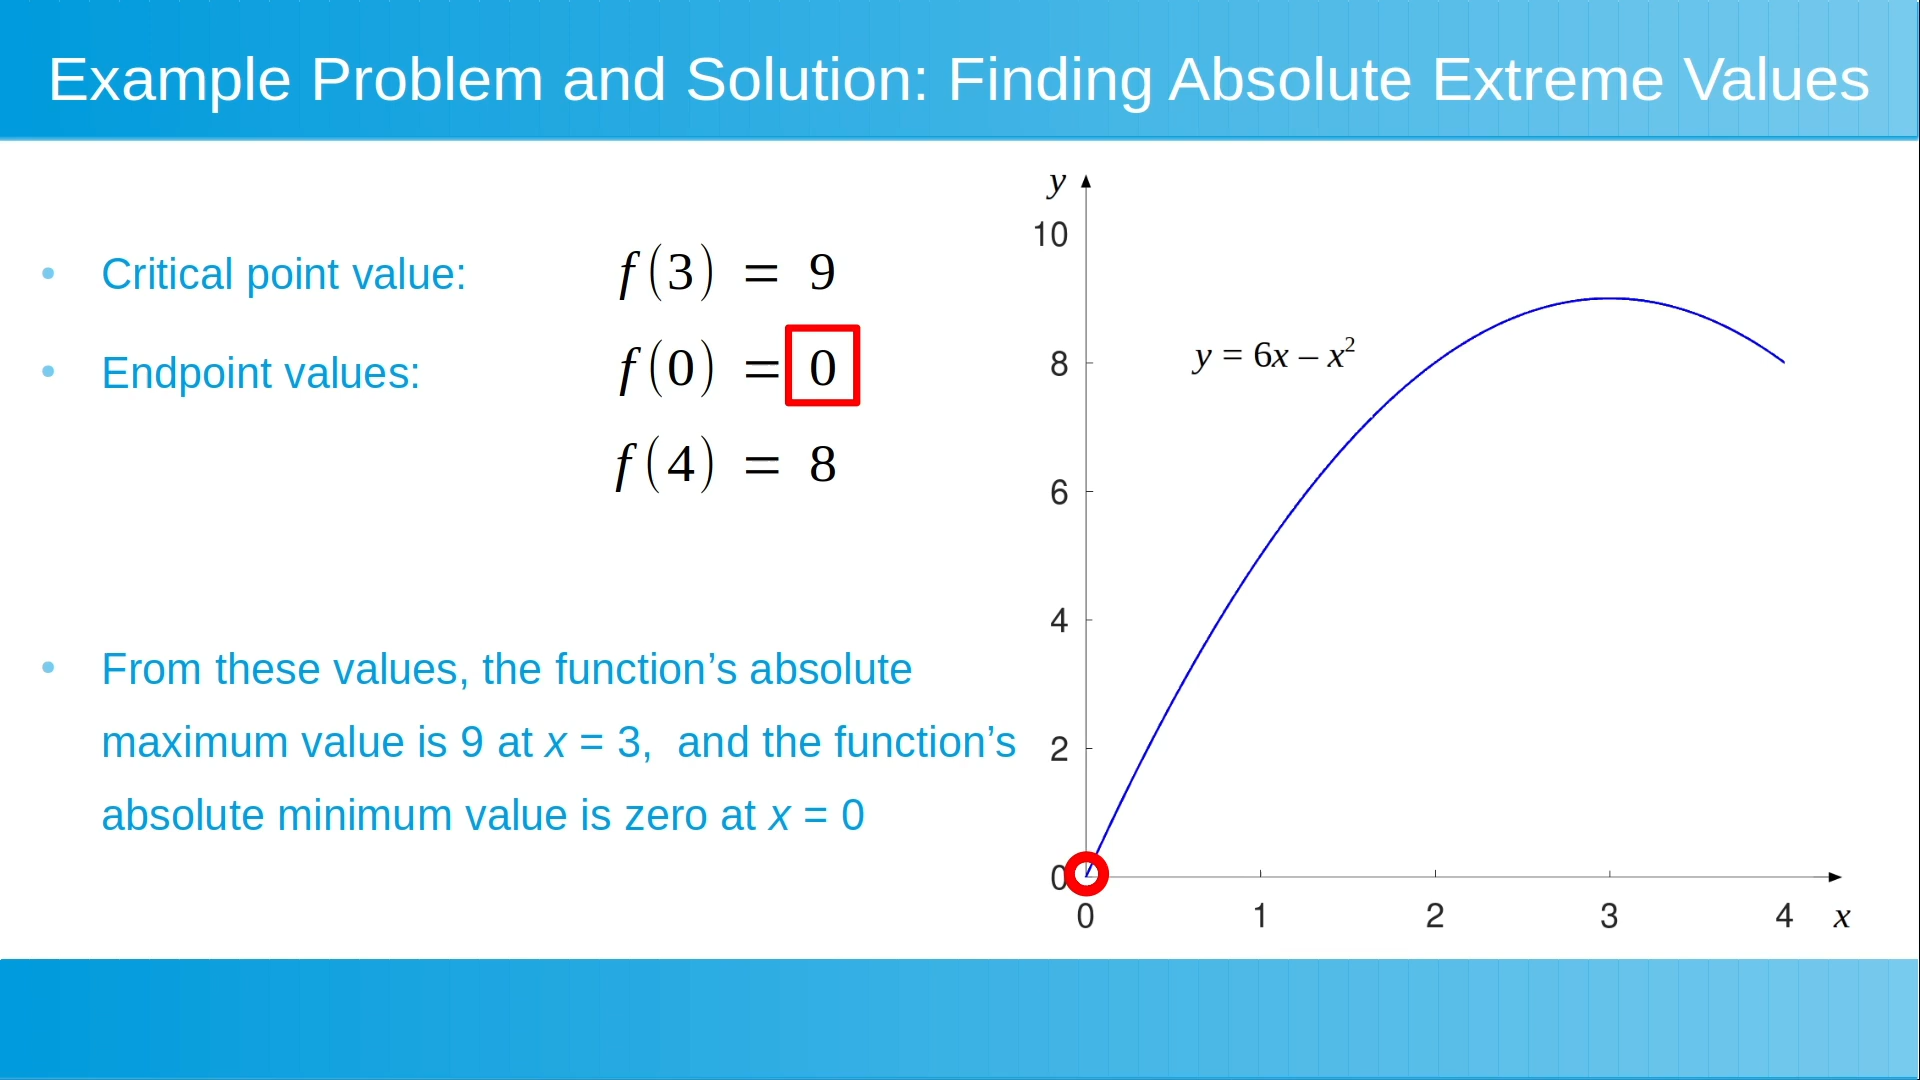 Example Problem and Solution: Finding Absolute Extreme Values
• Critical point value: f(3) = 9
• Endpoint values: f(0) = 0
f(4) = 8
• From these values, the function’s absolute
maximum value is 9 at x = 3, and the function’s
absolute minimum value is zero at x = 0
y
10
8
6
4
2
0
y = 6x – x²
0 1 2 3 4 x